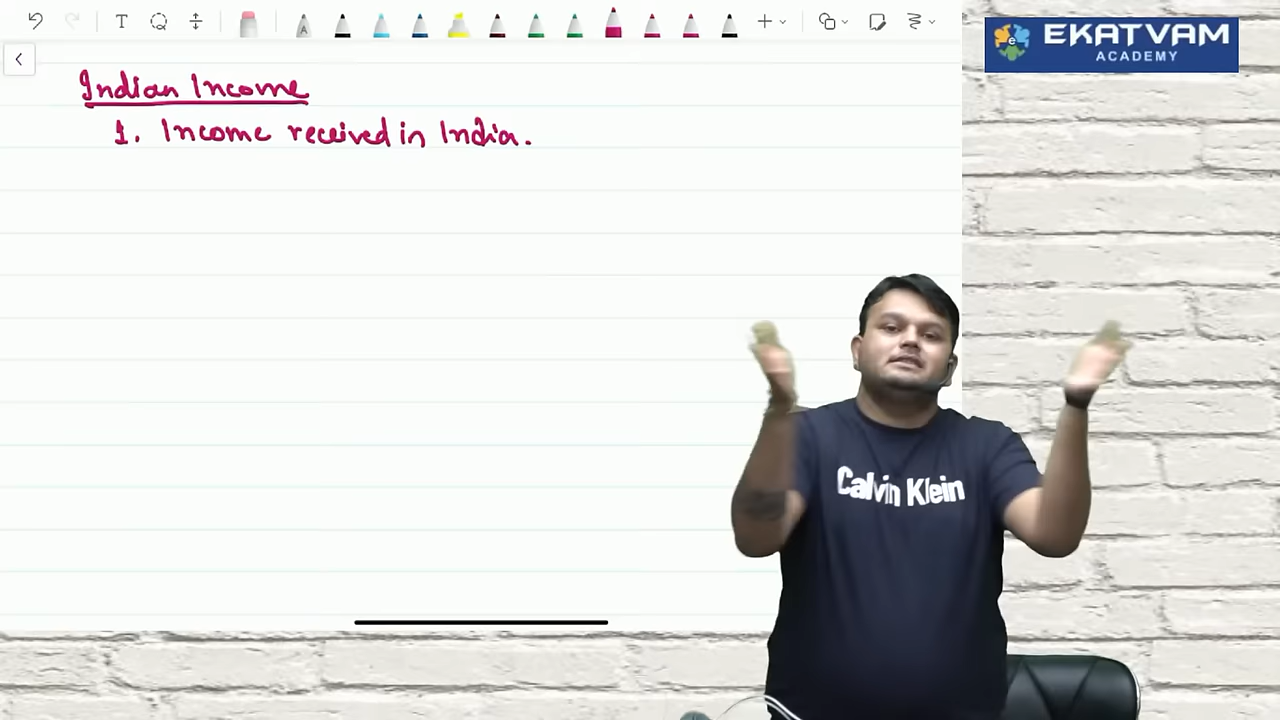 EKATVAM
ACADEMY
Indian Income
1. Income received in India.
Calvin Klein